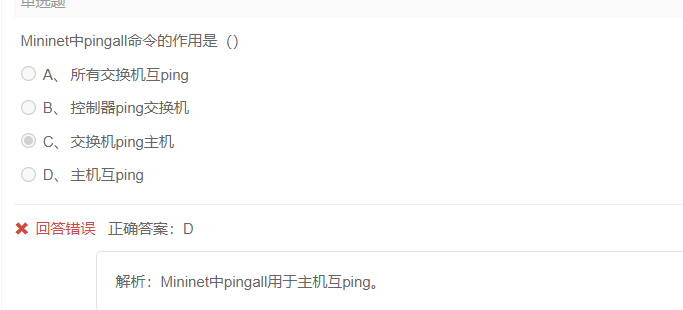 单选题
Mininet中pingall命令的作用是（）
A、 所有交换机互ping
B、 控制器ping交换机
C、 交换机ping主机
D、 主机互ping
✖ 回答错误 正确答案：D
解析：Mininet中pingall用于主机互ping。